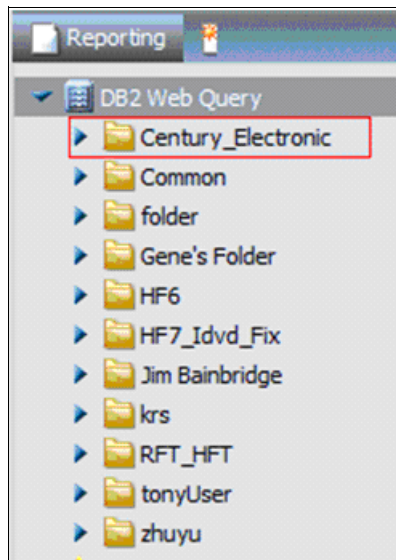 Reporting
DB2 Web Query
Century_Electronic
Common
folder
Gene's Folder
HF6
HF7_Idvd_Fix
Jim Bainbridge
krs
RFT_HFT
tonyUser
zhuyu